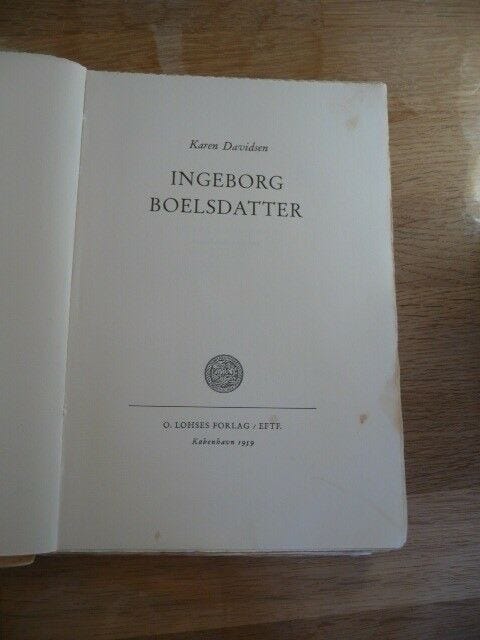 Karen Davidsen
INGEBORG
BOELSDATTER
O. LOHSES FORLAG / EFTF.
København 1959